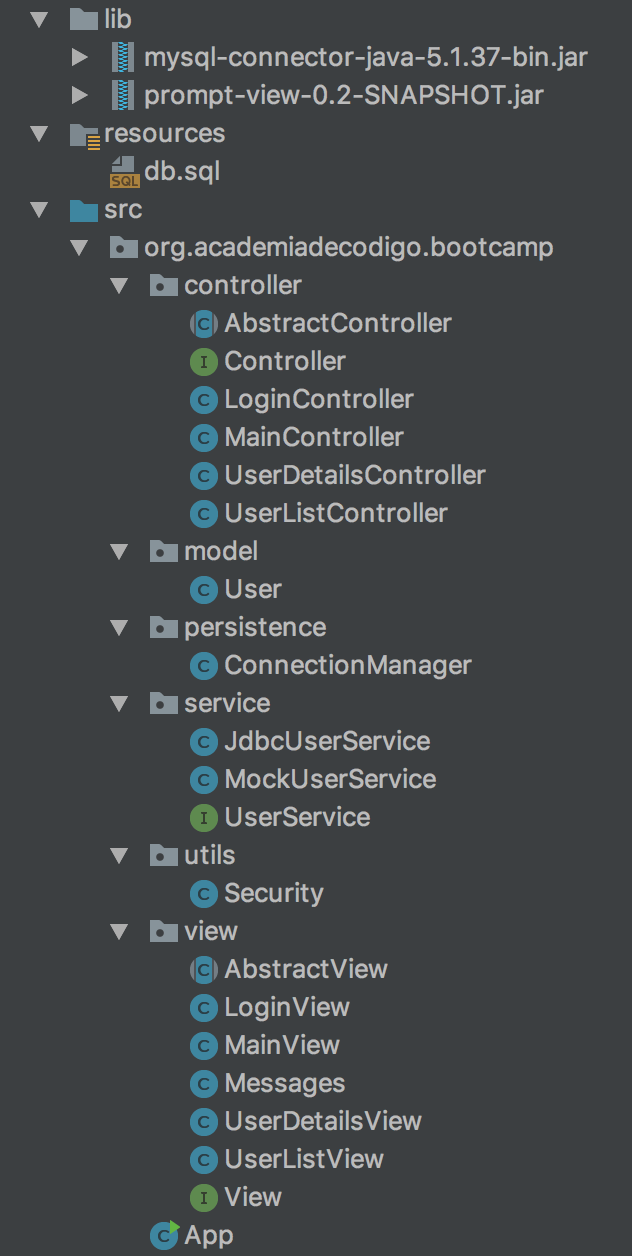 lib
mysql-connector-java-5.1.37-bin.jar
prompt-view-0.2-SNAPSHOT.jar
resources
SQL db.sql
src
org.academiadecodigo.bootcamp
controller
C AbstractController
I Controller
C LoginController
C MainController
C UserDetailsController
C UserListController
model
C User
persistence
C ConnectionManager
service
C JdbcUserService
C MockUserService
I UserService
utils
C Security
view
C AbstractView
C LoginView
C MainView
C Messages
C UserDetailsView
C UserListView
I View
C App